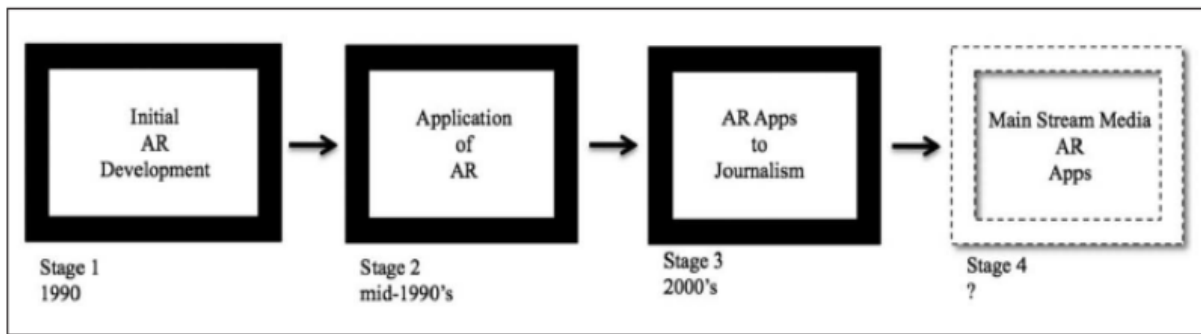 Initial
AR
Development
Application
of
AR
AR Apps
to
Journalism
Main Stream Media
AR
Apps
Stage 1
1990
Stage 2
mid-1990's
Stage 3
2000's
Stage 4
?